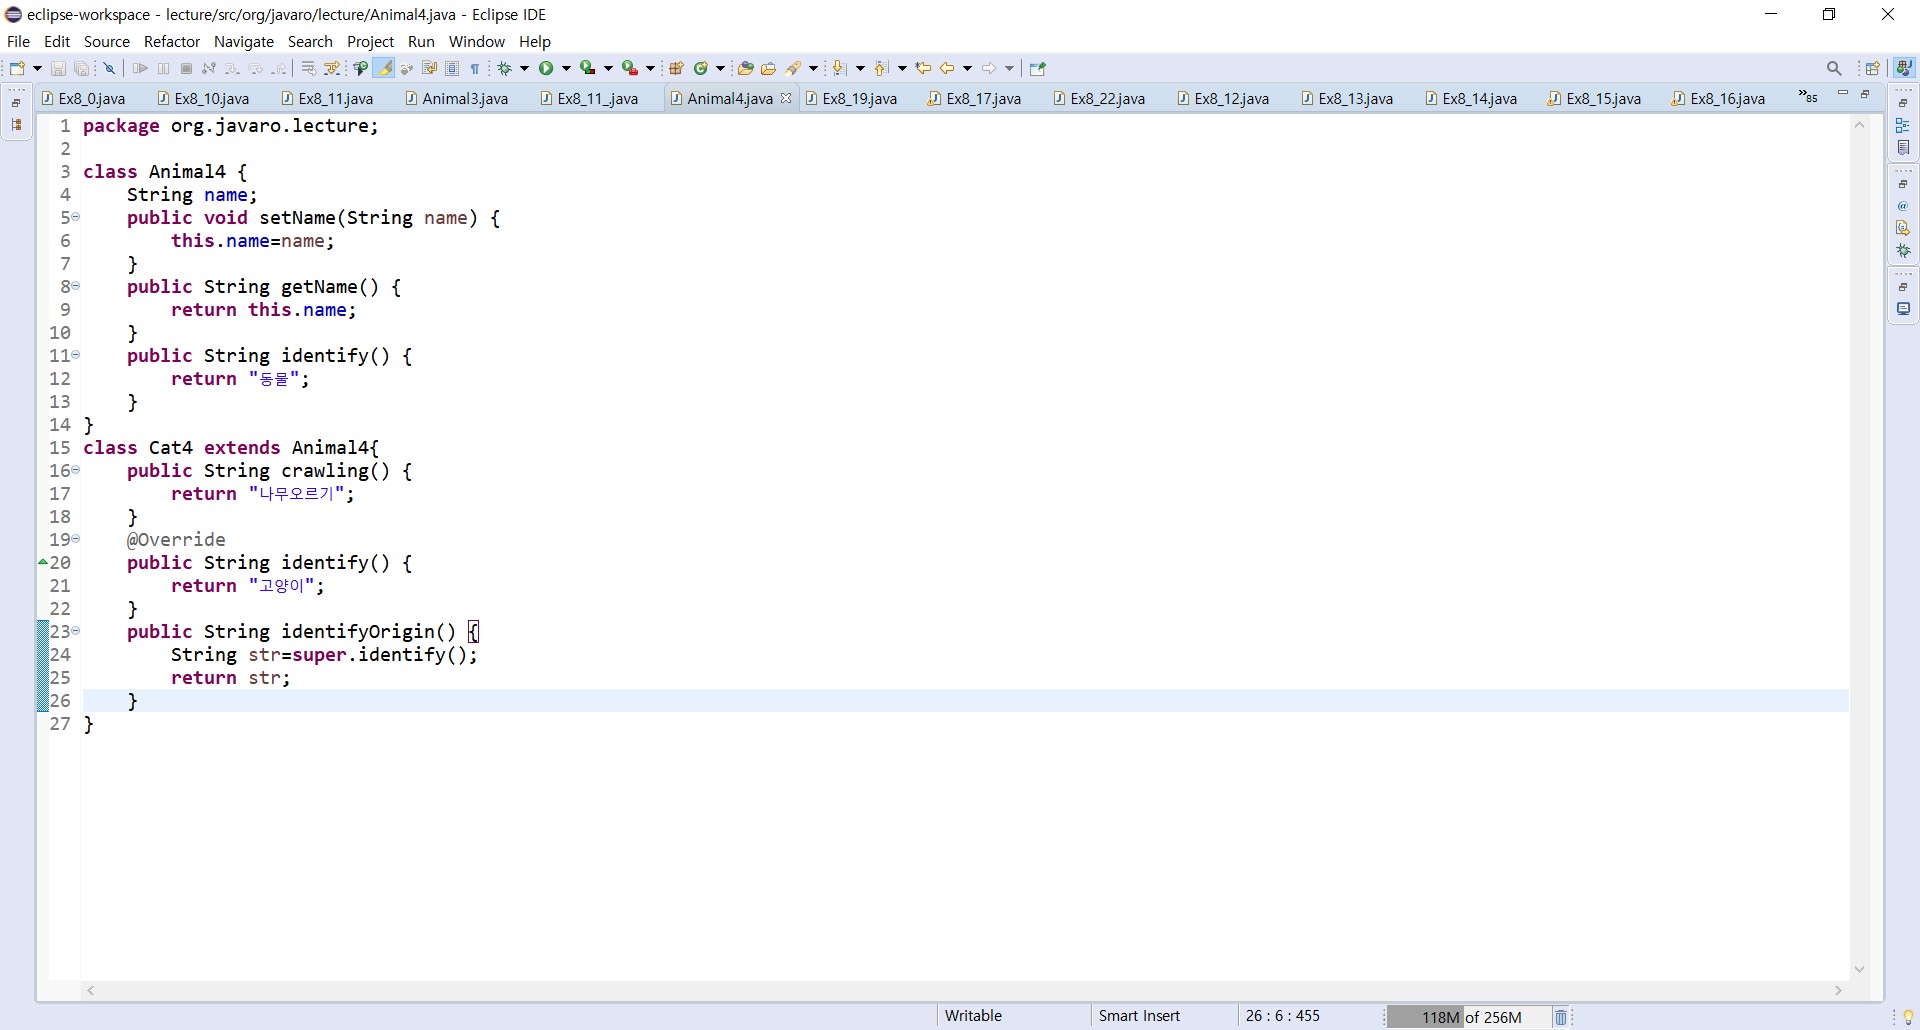 eclipse-workspace - lecture/src/org/javaro/lecture/Animal4.java - Eclipse IDE
File Edit Source Refactor Navigate Search Project Run Window Help
Ex8_0.java Ex8_10.java Ex8_11.java Animal3.java Ex8_11_.java Animal4.java Ex8_19.java Ex8_17.java Ex8_22.java Ex8_12.java Ex8_13.java Ex8_14.java Ex8_15.java Ex8_16.java »85
1 package org.javaro.lecture;
2
3 class Animal4 {
4     String name;
5     public void setName(String name) {
6         this.name=name;
7     }
8     public String getName() {
9         return this.name;
10     }
11     public String identify() {
12         return "동물";
13     }
14 }
15 class Cat4 extends Animal4{
16     public String crawling() {
17         return "나무오르기";
18     }
19     @Override
20     public String identify() {
21         return "고양이";
22     }
23     public String identifyOrigin() {
24         String str=super.identify();
25         return str;
26     }
27 }
Writable Smart Insert 26 : 6 : 455 118M of 256M